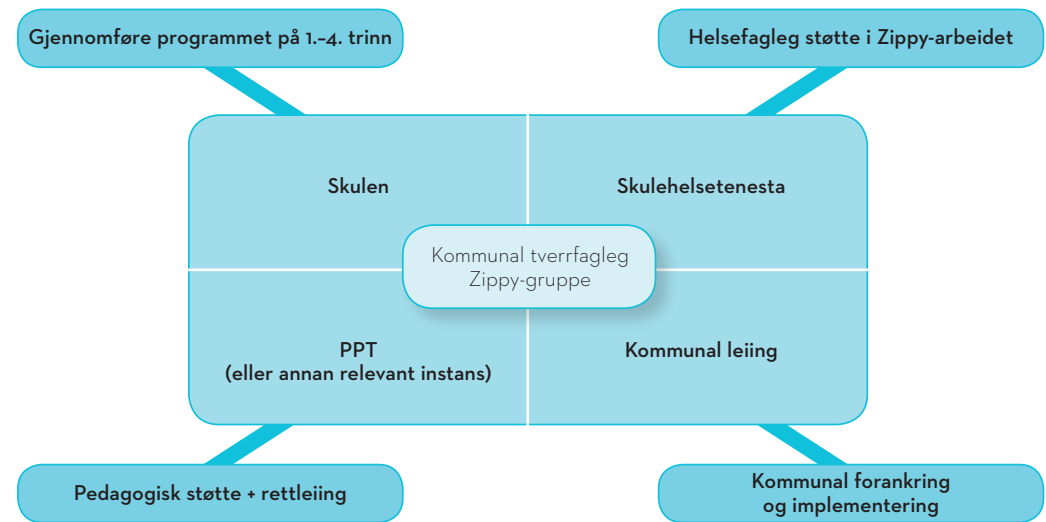 Gjennomføre programmet på 1.–4. trinn
Helsefagleg støtte i Zippy-arbeidet
Skulen
Skulehelsetenesta
Kommunal tverrfagleg
Zippy-gruppe
PPT
(eller annan relevant instans)
Kommunal leiing
Pedagogisk støtte + rettleiing
Kommunal forankring
og implementering